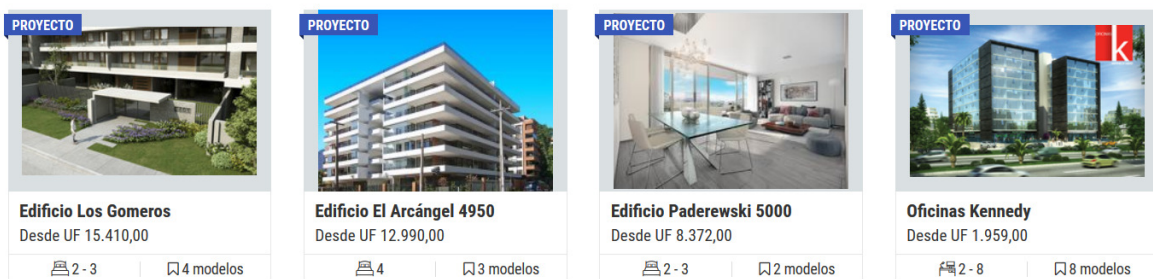 PROYECTO
Edificio Los Gomeros
Desde UF 15.410,00
2 - 3
4 modelos
PROYECTO
Edificio El Arcángel 4950
Desde UF 12.990,00
4
3 modelos
PROYECTO
Edificio Paderewski 5000
Desde UF 8.372,00
2 - 3
2 modelos
PROYECTO
k
Oficinas Kennedy
Desde UF 1.959,00
2 - 8
8 modelos